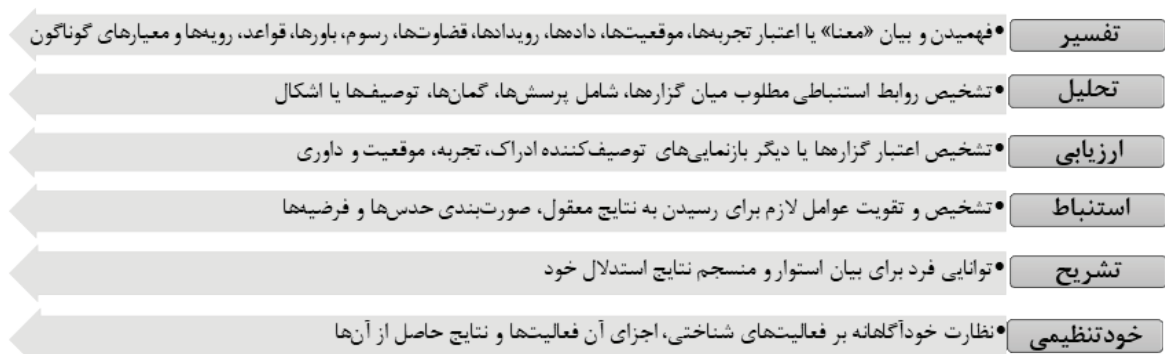 تفسیر •فهمیدن و بیان «معنا» یا اعتبار تجربه‌ها، موقعیت‌ها، داده‌ها، رویدادها، قضاوت‌ها، رسوم، باورها، قواعد، رویه‌ها و معیارهای گوناگون
تحلیل •تشخیص روابط استنباطی مطلوب میان گزاره‌ها، شامل پرسش‌ها، گمان‌ها، توصیف‌ها یا اشکال
ارزیابی •تشخیص اعتبار گزاره‌ها یا دیگر بازنمایی‌های توصیف‌کننده ادراک، تجربه، موقعیت و داوری
استنباط •تشخیص و تقویت عوامل لازم برای رسیدن به نتایج معقول، صورت‌بندی حدس‌ها و فرضیه‌ها
تشریح •توانایی فرد برای بیان استوار و منسجم نتایج استدلال خود
خودتنظیمی •نظارت خودآگاهانه بر فعالیت‌های شناختی، اجزای آن فعالیت‌ها و نتایج حاصل از آن‌ها